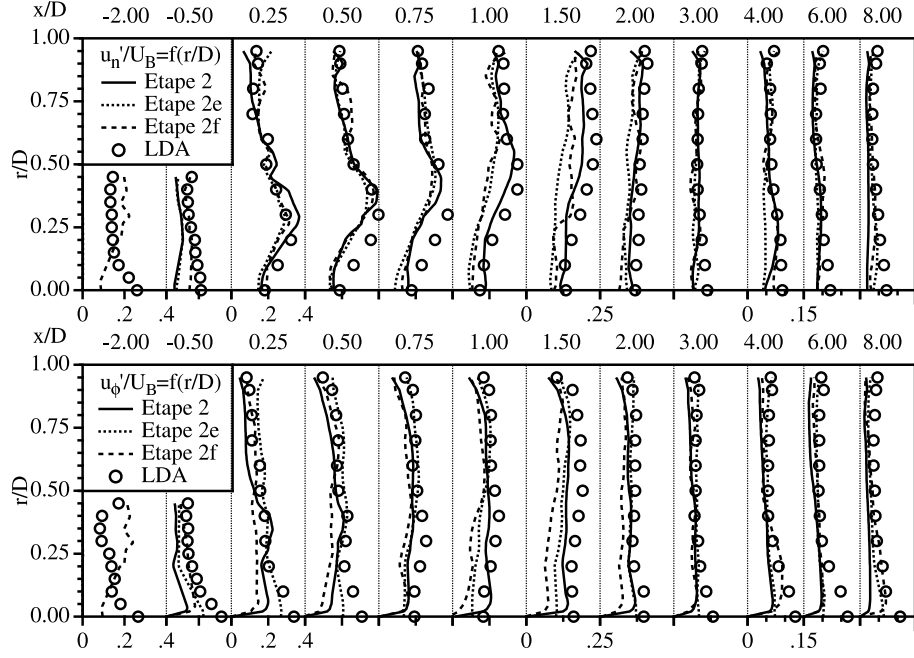 x/D -2.00 -0.50 0.25 0.50 0.75 1.00 1.50 2.00 3.00 4.00 6.00 8.00
1.00
0.75
0.50
0.25
0.00
r/D
uₙ'/U_B=f(r/D)
Etape 2
Etape 2e
Etape 2f
LDA
0 .2 0 .2 .4 0 .25 0 .15
x/D -2.00 -0.50 0.25 0.50 0.75 1.00 1.50 2.00 3.00 4.00 6.00 8.00
1.00
0.75
0.50
0.25
0.00
r/D
u_ϕ'/U_B=f(r/D)
Etape 2
Etape 2e
Etape 2f
LDA
0 .2 .4 0 .2 .4 0 .25 0 .15